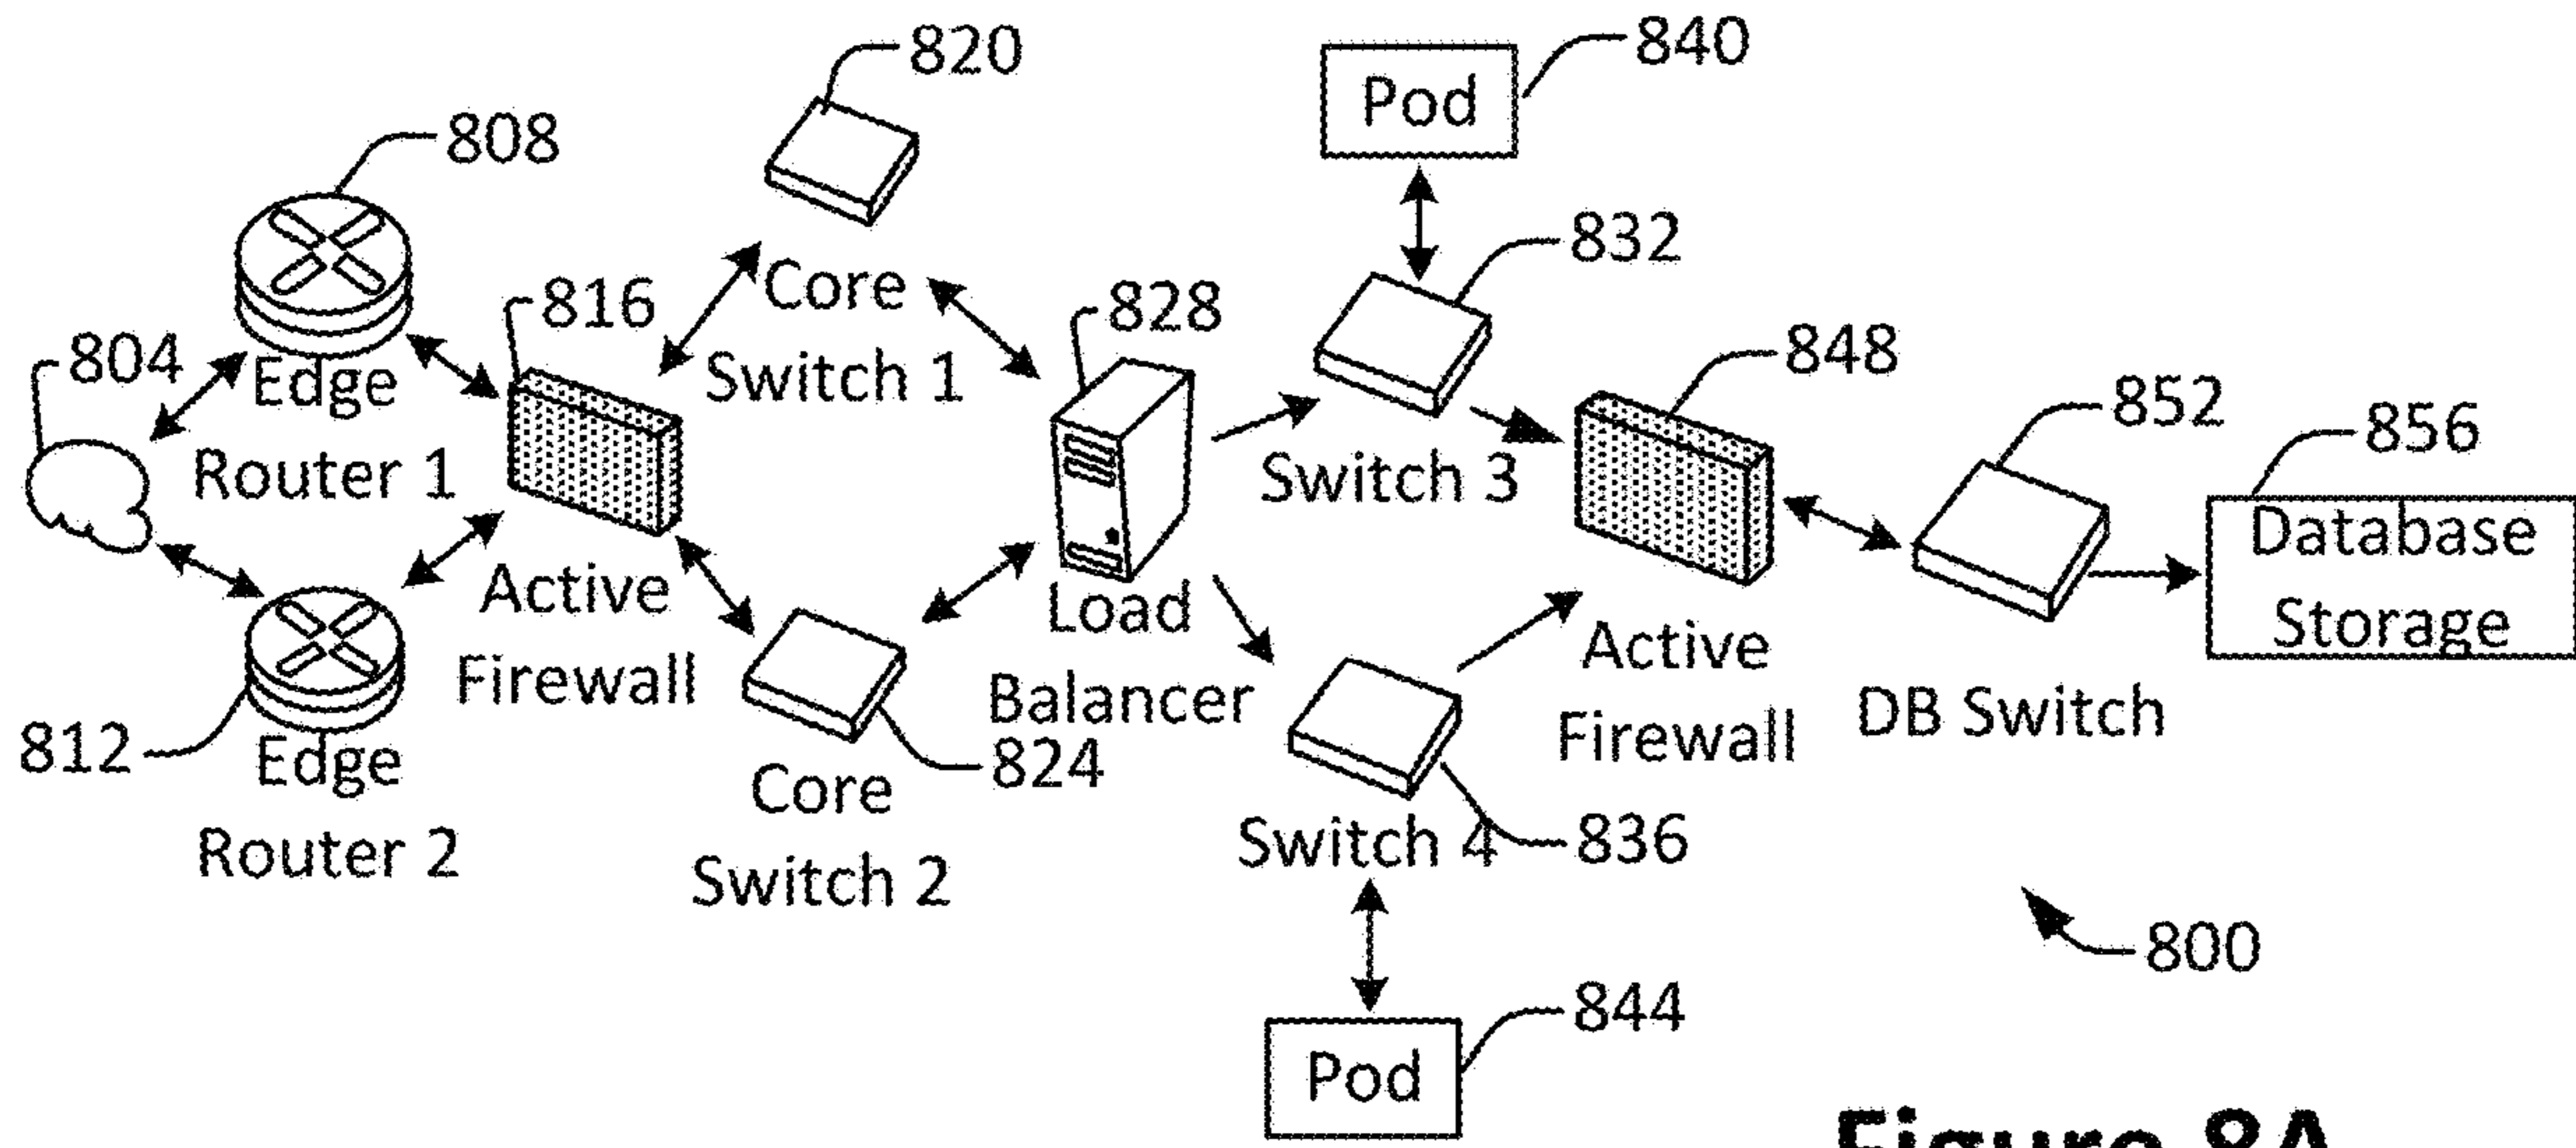 820
840
Pod
808
832
816
Core
Switch 1
828
848
804
Edge
Router 1
852
856
Switch 3
Database
Storage
Active
Firewall
Load
Balancer
Active
Firewall
DB Switch
812
Edge
Router 2
824
Core
Switch 2
Switch 4
836
800
844
Pod
Figure 8A